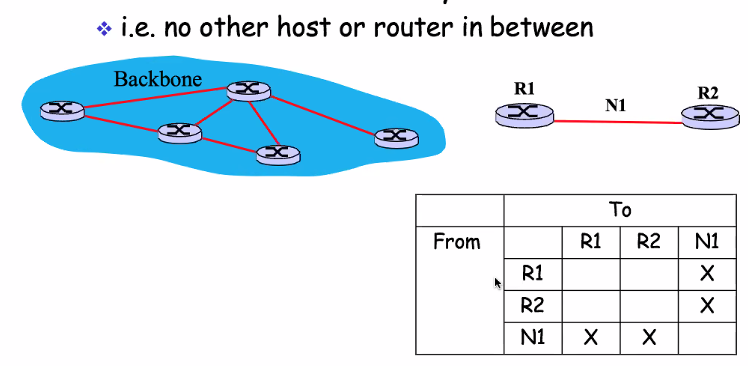 i.e. no other host or router in between
Backbone
R1
N1
R2
To
From R1 R2 N1
R1 X
R2 X
N1 X X